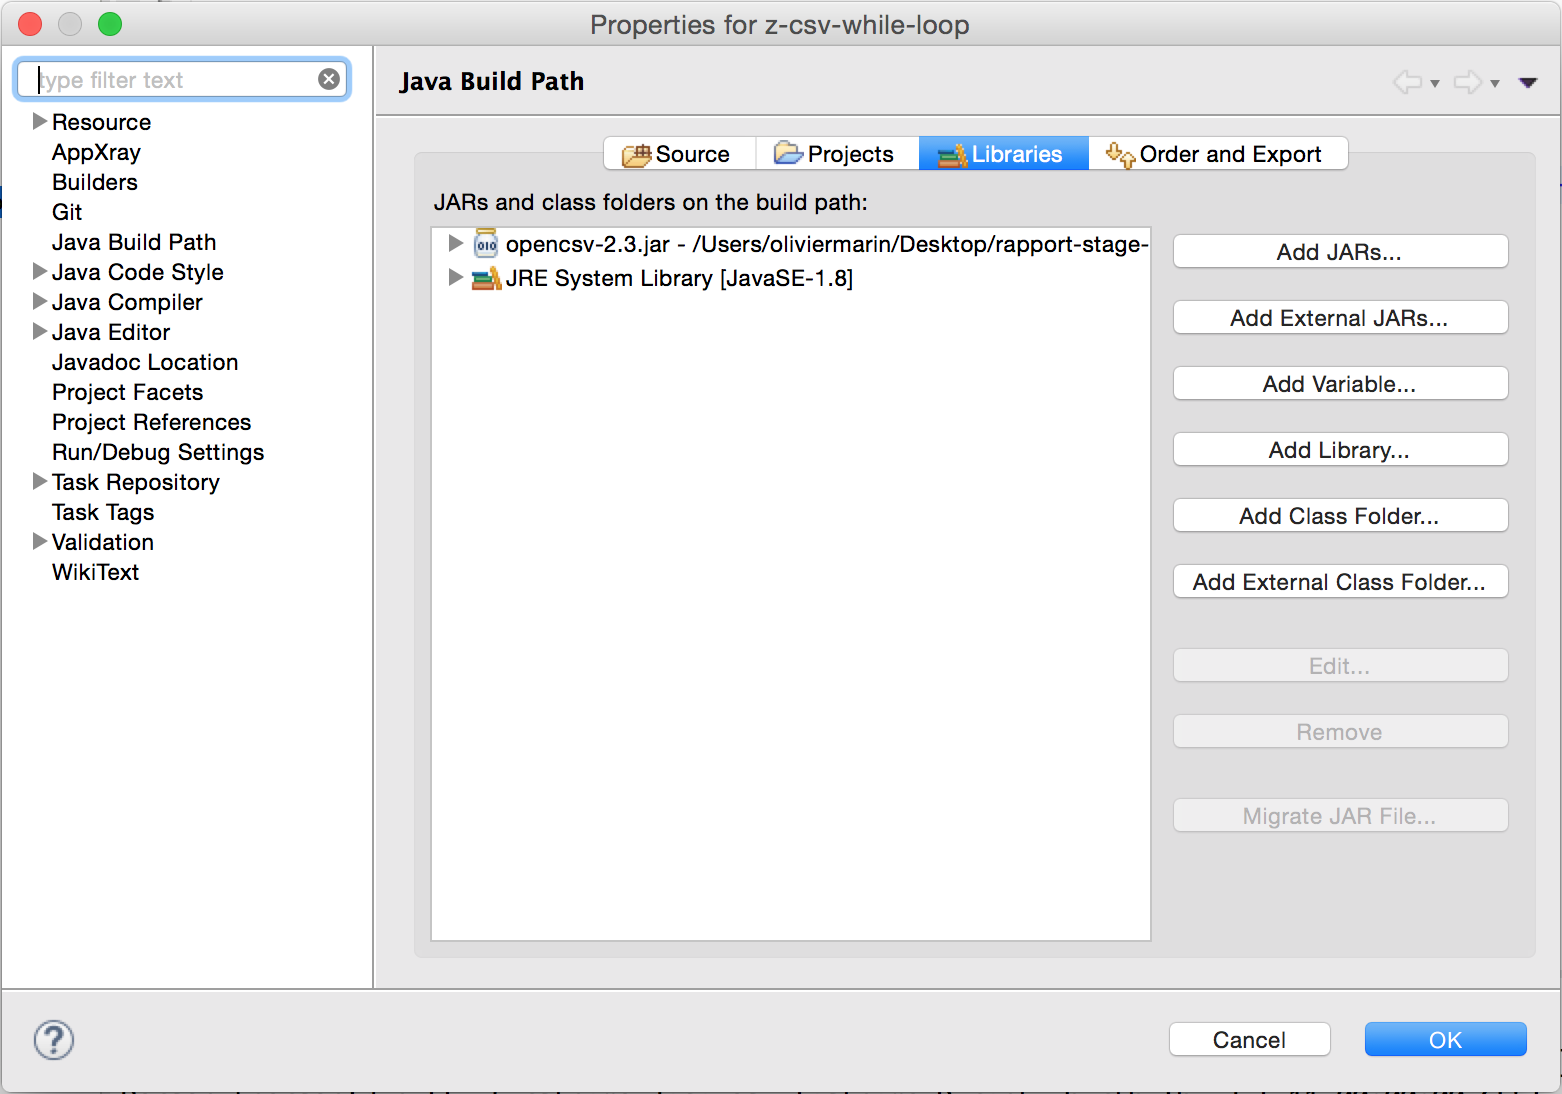 Properties for z-csv-while-loop
type filter text
Resource
AppXray
Builders
Git
Java Build Path
Java Code Style
Java Compiler
Java Editor
Javadoc Location
Project Facets
Project References
Run/Debug Settings
Task Repository
Task Tags
Validation
WikiText
Java Build Path
Source Projects Libraries Order and Export
JARs and class folders on the build path:
opencsv-2.3.jar - /Users/oliviermarin/Desktop/rapport-stage-
JRE System Library [JavaSE-1.8]
Add JARs...
Add External JARs...
Add Variable...
Add Library...
Add Class Folder...
Add External Class Folder...
Edit...
Remove
Migrate JAR File...
?
Cancel
OK